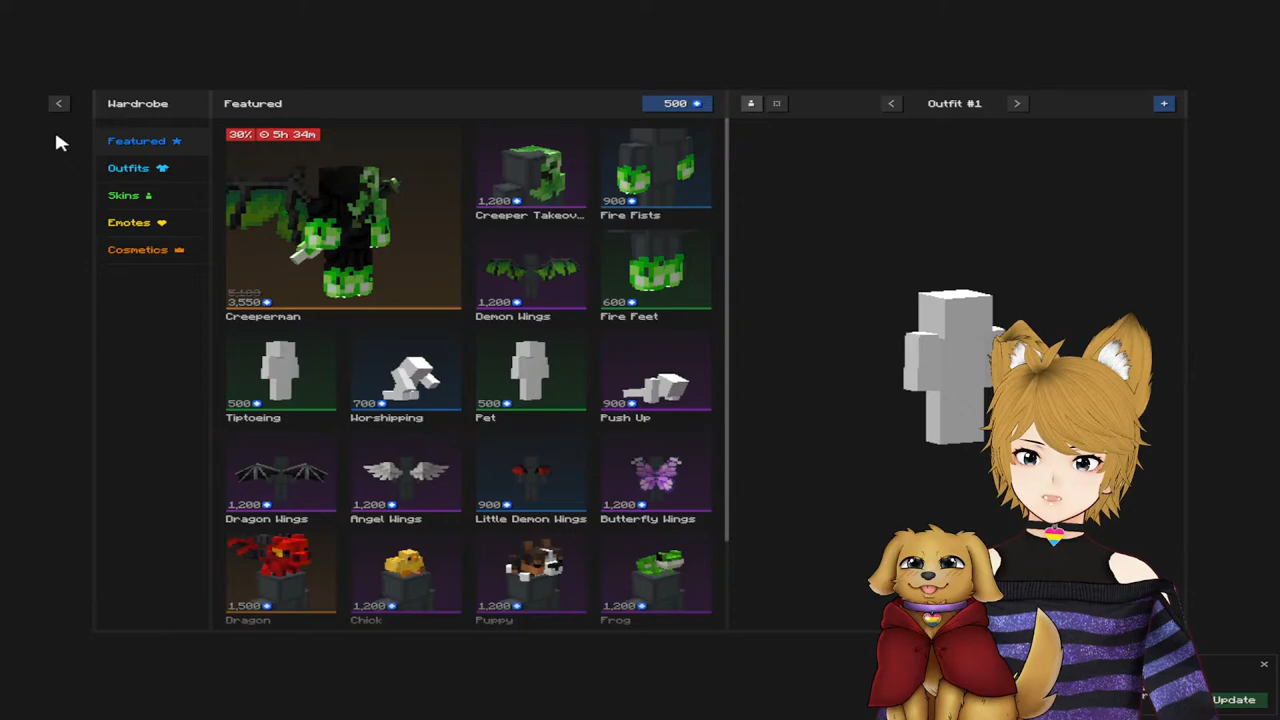 Wardrobe
Featured
500
Outfit #1
Featured
Outfits
Skins
Emotes
Cosmetics
30% 5h 34m
5,100
3,550
Creeperman
1,200
Creeper Takeov...
900
Fire Fists
1,200
Demon Wings
600
Fire Feet
500
Tiptoeing
700
Worshipping
500
Pet
900
Push Up
1,200
Dragon Wings
1,200
Angel Wings
900
Little Demon Wings
1,200
Butterfly Wings
1,500
Dragon
1,200
Chick
1,200
Puppy
1,200
Frog
Update